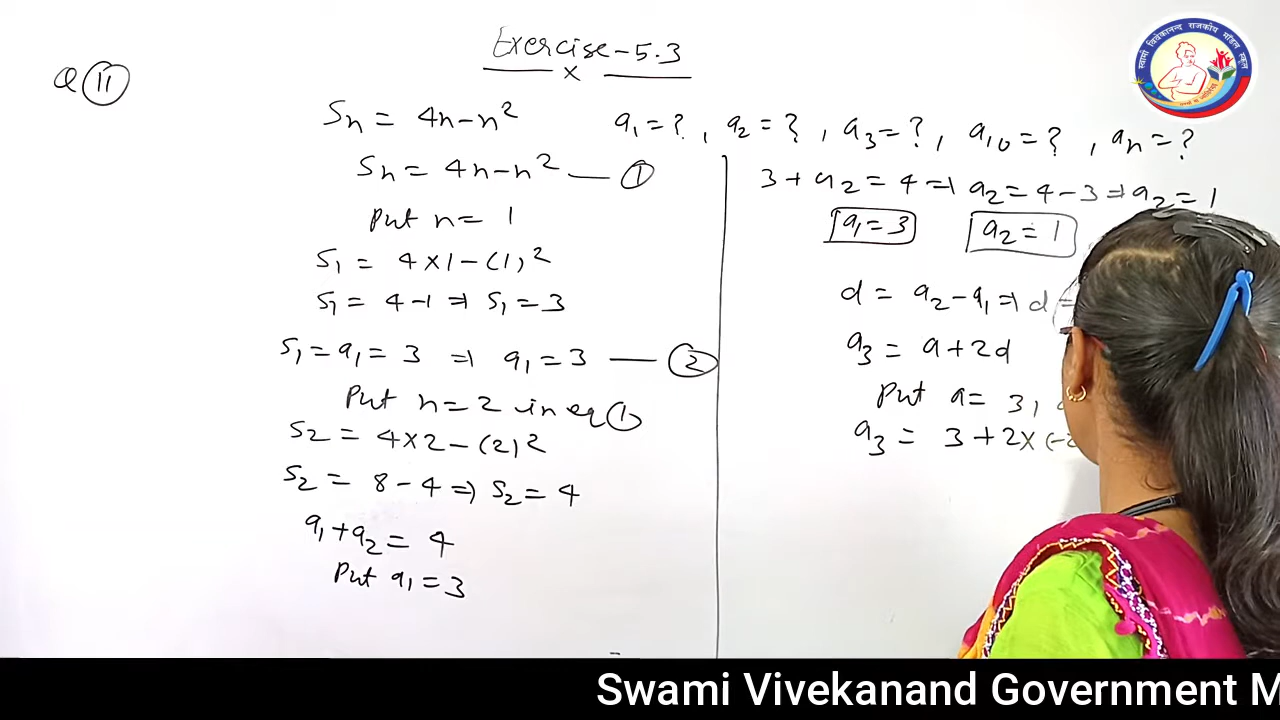 Exercise-5.3
x
Q 11
Sn = 4n-n²
a1=?, a2=?, a3=?, a10=?, an=?
Sn = 4n-n² — 1
Put n= 1
S1 = 4×1-(1)²
S1 = 4-1 ⇒ S1=3
S1=a1=3 ⇒ a1=3 — 2
Put n=2 in eq 1
S2 = 4×2-(2)²
S2 = 8-4 ⇒ S2=4
a1+a2= 4
Put a1=3
3+a2=4 ⇒ a2=4-3 ⇒ a2=1
a1=3 a2=1
d = a2-a1 ⇒ d=
a3 = a+2d
Put a= 3,
a3 = 3+2×(-2
स्वामी विवेकानन्द राजकीय मॉडल स्कूल
Swami Vivekanand Government M